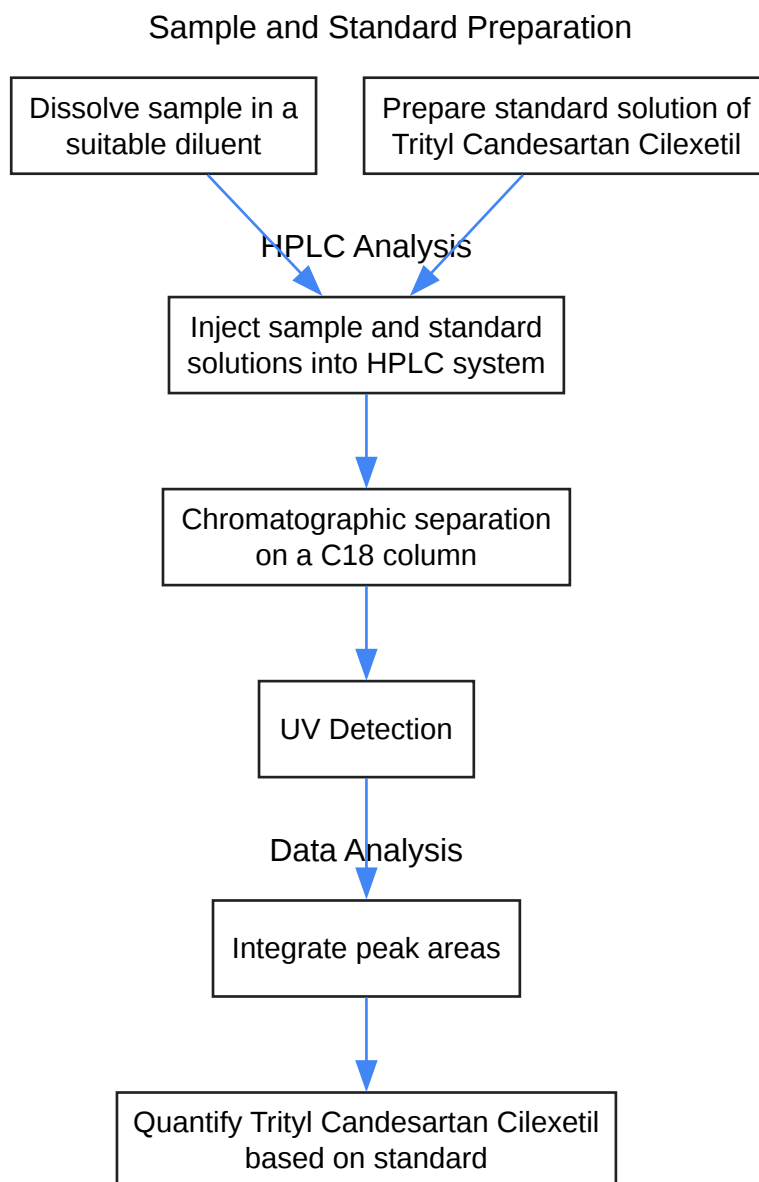 Sample and Standard Preparation
Dissolve sample in a
suitable diluent
Prepare standard solution of
Trityl Candesartan Cilexetil
HPLC Analysis
Inject sample and standard
solutions into HPLC system
Chromatographic separation
on a C18 column
UV Detection
Data Analysis
Integrate peak areas
Quantify Trityl Candesartan Cilexetil
based on standard